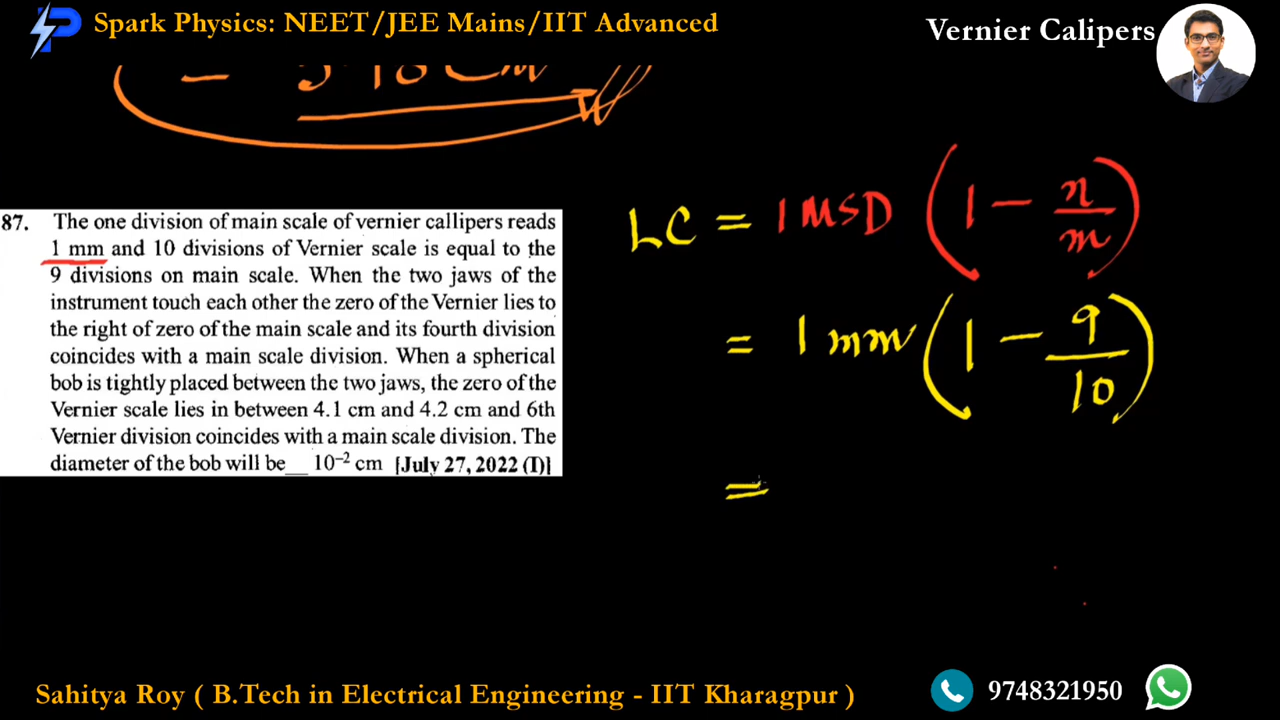 Spark Physics: NEET/JEE Mains/IIT Advanced
Vernier Calipers
87. The one division of main scale of vernier callipers reads
1 mm and 10 divisions of Vernier scale is equal to the
9 divisions on main scale. When the two jaws of the
instrument touch each other the zero of the Vernier lies to
the right of zero of the main scale and its fourth division
coincides with a main scale division. When a spherical
bob is tightly placed between the two jaws, the zero of the
Vernier scale lies in between 4.1 cm and 4.2 cm and 6th
Vernier division coincides with a main scale division. The
diameter of the bob will be__ 10⁻² cm [July 27, 2022 (I)]
LC = 1 MSD (1 - n/m)
= 1 mm (1 - 9/10)
=
Sahitya Roy ( B.Tech in Electrical Engineering - IIT Kharagpur )
9748321950